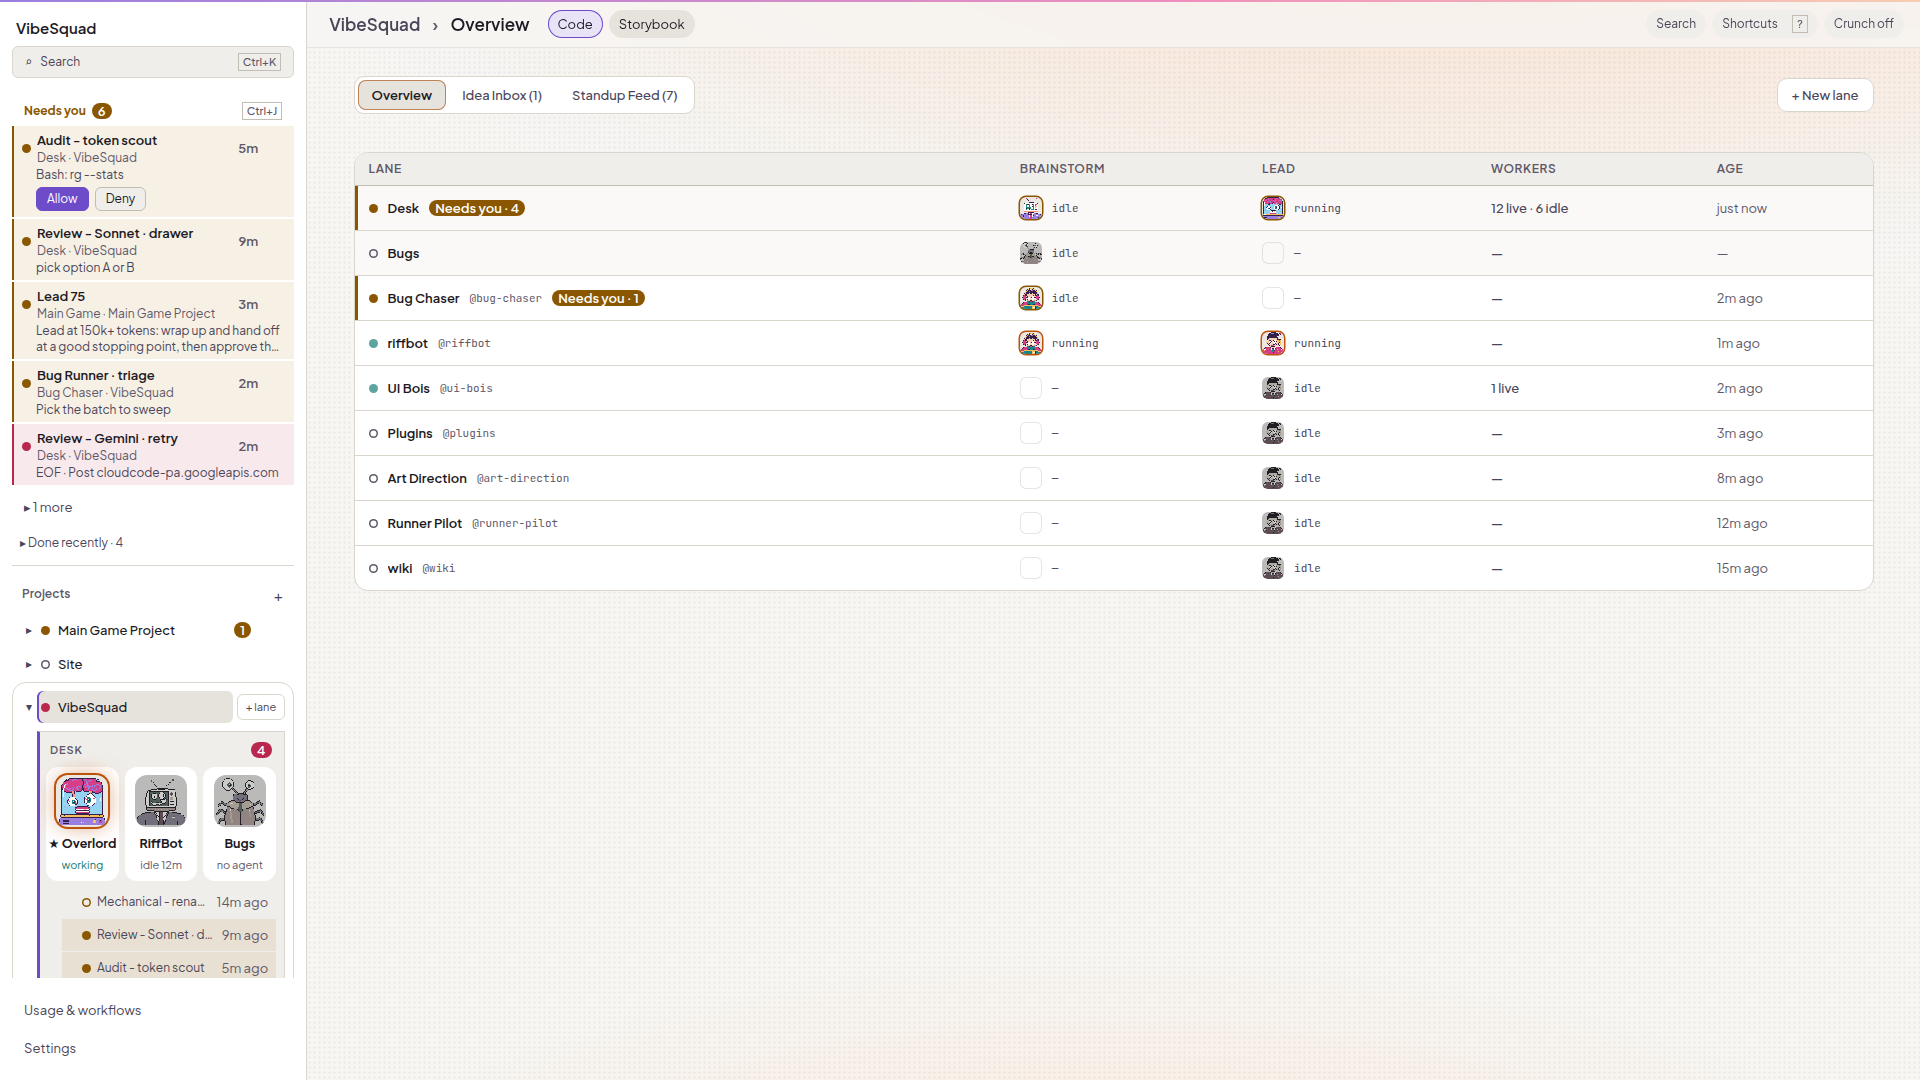 VibeSquad
Search Ctrl+K
Needs you 6 Ctrl+J
Audit – token scout 5m
Desk · VibeSquad
Bash: rg --stats
Allow Deny
Review – Sonnet · drawer 9m
Desk · VibeSquad
pick option A or B
Lead 75 3m
Main Game · Main Game Project
Lead at 150k+ tokens: wrap up and hand off
at a good stopping point, then approve th…
Bug Runner · triage 2m
Bug Chaser · VibeSquad
Pick the batch to sweep
Review – Gemini · retry 2m
Desk · VibeSquad
EOF · Post cloudcode-pa.googleapis.com
▸ 1 more
▸ Done recently · 4
Projects +
▸ Main Game Project 1
▸ Site
▾ VibeSquad + lane
DESK 4
★ Overlord RiffBot Bugs
working idle 12m no agent
Mechanical – rena… 14m ago
Review – Sonnet · d… 9m ago
Audit – token scout 5m ago
Usage & workflows
Settings
VibeSquad › Overview Code Storybook Search Shortcuts ? Crunch off
Overview Idea Inbox (1) Standup Feed (7) + New lane
LANE BRAINSTORM LEAD WORKERS AGE
Desk Needs you · 4 idle running 12 live · 6 idle just now
Bugs idle – — —
Bug Chaser @bug-chaser Needs you · 1 idle – — 2m ago
riffbot @riffbot running running — 1m ago
UI Bois @ui-bois – idle 1 live 2m ago
Plugins @plugins – idle — 3m ago
Art Direction @art-direction – idle — 8m ago
Runner Pilot @runner-pilot – idle — 12m ago
wiki @wiki – idle — 15m ago